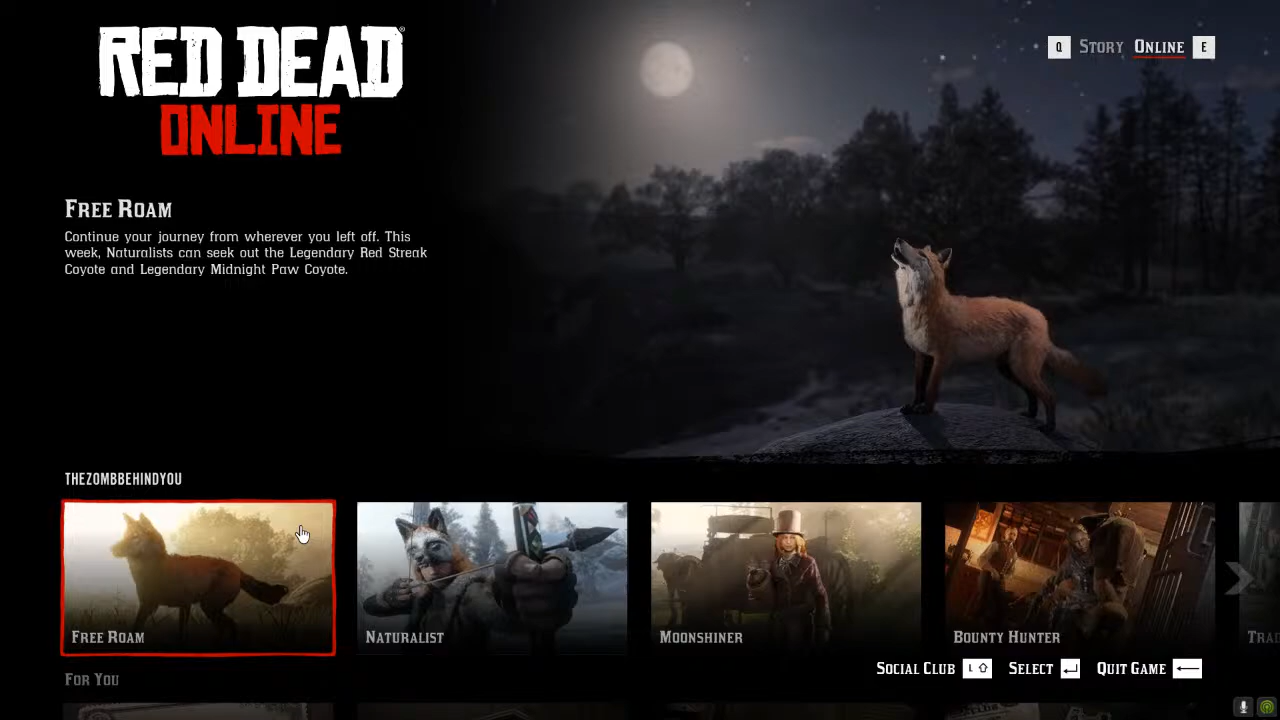 RED DEAD®
ONLINE
Q STORY ONLINE E
FREE ROAM
Continue your journey from wherever you left off. This
week, Naturalists can seek out the Legendary Red Streak
Coyote and Legendary Midnight Paw Coyote.
THEZOMBBEHINDYOU
FREE ROAM
NATURALIST
MOONSHINER
BOUNTY HUNTER
TRA
SOCIAL CLUB L SELECT QUIT GAME
FOR YOU